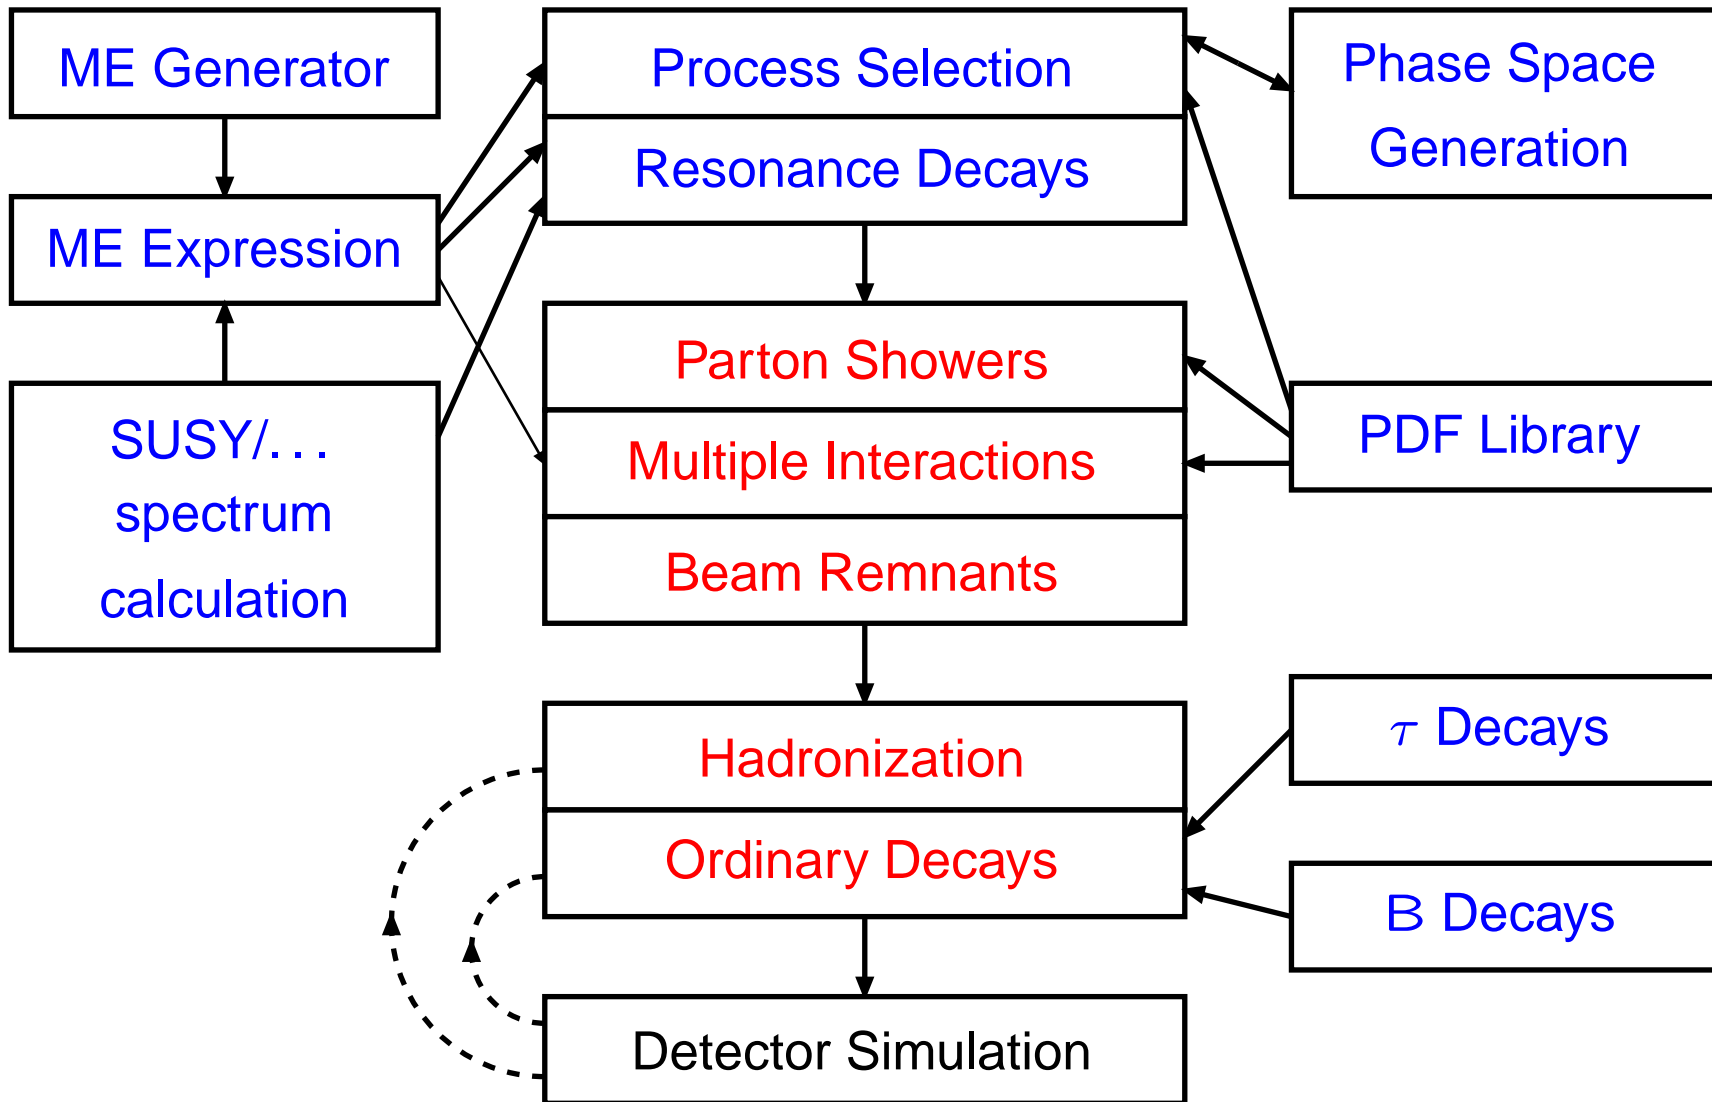 ME Generator
Process Selection
Phase Space
Generation
Resonance Decays
ME Expression
Parton Showers
SUSY/. . .
spectrum
calculation
Multiple Interactions
PDF Library
Beam Remnants
Hadronization
τ Decays
Ordinary Decays
B Decays
Detector Simulation